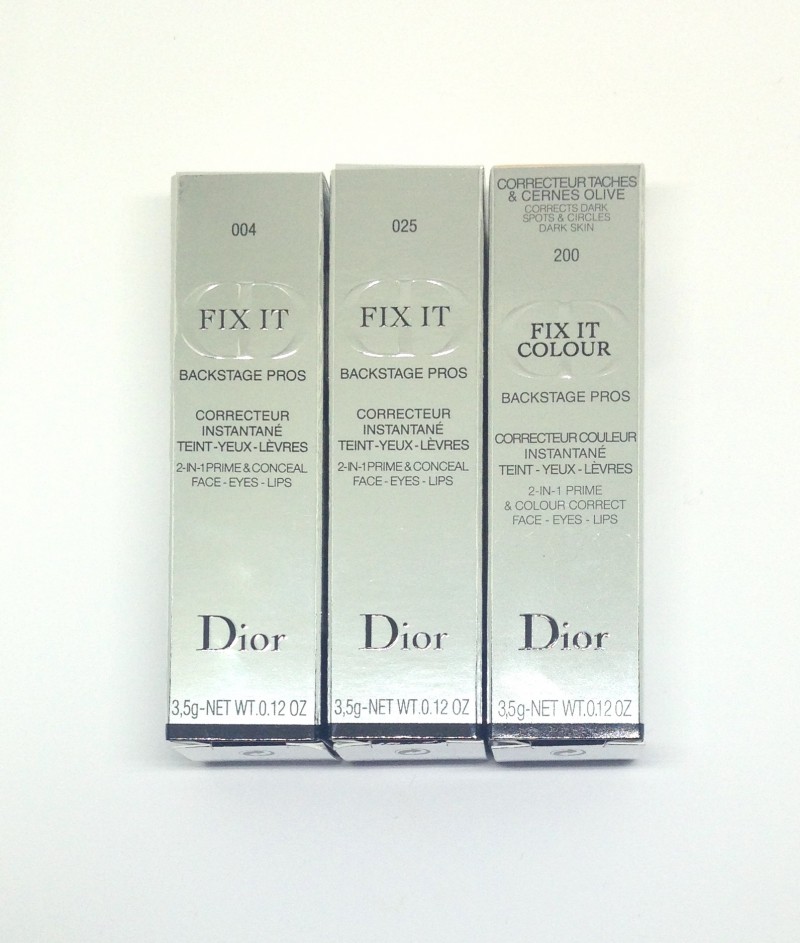 004
FIX IT
BACKSTAGE PROS
CORRECTEUR
INSTANTANÉ
TEINT-YEUX-LÈVRES
2-IN-1 PRIME & CONCEAL
FACE - EYES - LIPS
Dior
3,5g-NET WT.0.12 OZ
025
FIX IT
BACKSTAGE PROS
CORRECTEUR
INSTANTANÉ
TEINT-YEUX-LÈVRES
2-IN-1 PRIME & CONCEAL
FACE - EYES - LIPS
Dior
3,5g-NET WT.0.12 OZ
CORRECTEUR TACHES
& CERNES OLIVE
CORRECTS DARK
SPOTS & CIRCLES
DARK SKIN
200
FIX IT
COLOUR
BACKSTAGE PROS
CORRECTEUR COULEUR
INSTANTANÉ
TEINT - YEUX - LÈVRES
2-IN-1 PRIME
& COLOUR CORRECT
FACE - EYES - LIPS
Dior
3,5g-NET WT.0.12 OZ